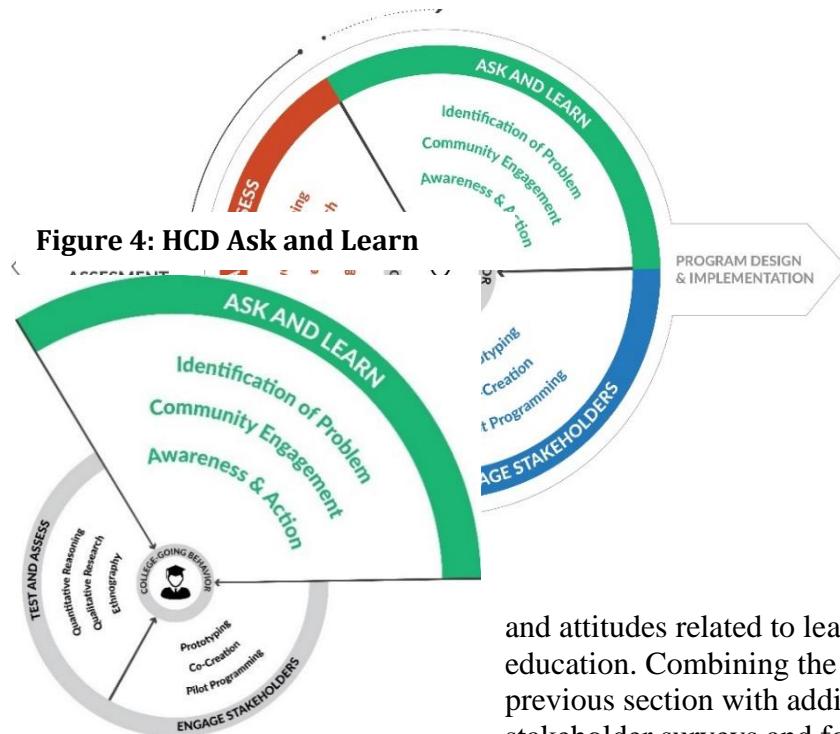 ASK AND LEARN
Identification of Problem
Community Engagement
Awareness & Action
PROGRAM DESIGN
& IMPLEMENTATION
Figure 4: HCD Ask and Learn
ASK AND LEARN
Identification of Problem
Community Engagement
Awareness & Action
TEST AND ASSESS
Quantitative Reasoning
Qualitative Research
Ethnography
COLLEGE-GOING BEHAVIOR
Prototyping
Co-Creation
Pilot Programming
ENGAGE STAKEHOLDERS
Programming
STAKEHOLDERS
and attitudes related to
education. Combining the
previous section with